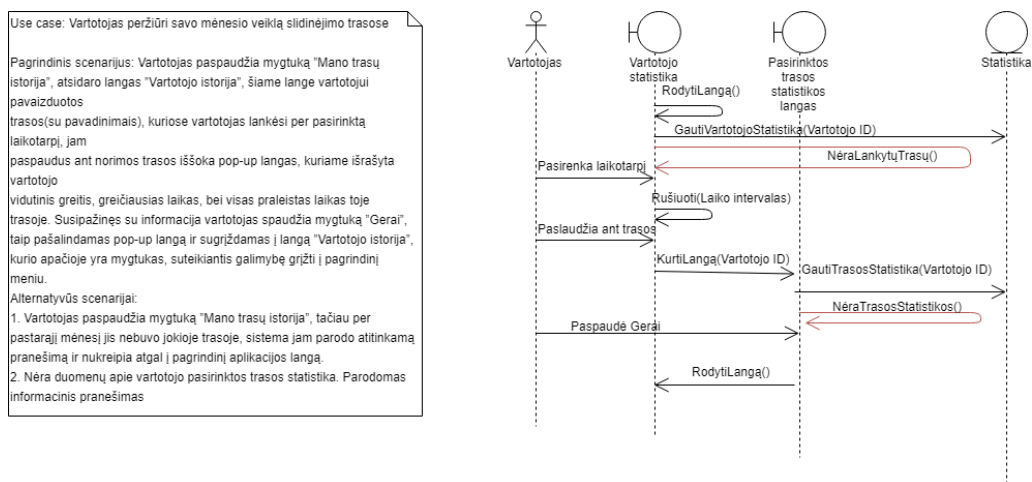 Use case: Vartotojas peržiūri savo mėnesio veiklą slidinėjimo trasose
Pagrindinis scenarijus: Vartotojas paspaudžia mygtuką "Mano trasų
istorija", atsidaro langas "Vartotojo istorija", šiame lange vartotojui
pavaizduotos
trasos(su pavadinimais), kuriose vartotojas lankėsi per pasirinktą
laikotarpį, jam
paspaudus ant norimos trasos iššoka pop-up langas, kuriame išrašyta
vartotojo
vidutinis greitis, greičiausias laikas, bei visas praleistas laikas toje
trasoje. Susipažinęs su informacija vartotojas spaudžia mygtuką "Gerai",
taip pašalindamas pop-up langą ir sugrįždamas į langą "Vartotojo istorija",
kurio apačioje yra mygtukas, suteikiantis galimybę grįžti į pagrindinį
meniu.
Alternatyvūs scenarijai:
1. Vartotojas paspaudžia mygtuką "Mano trasų istorija", tačiau per
pastarąjį mėnesį jis nebuvo jokioje trasoje, sistema jam parodo atitinkamą
pranešimą ir nukreipia atgal į pagrindinį aplikacijos langą.
2. Nėra duomenų apie vartotojo pasirinktos trasos statistika. Parodomas
informacinis pranešimas
Vartotojas
Vartotojo
statistika
Pasirinktos
trasos
statistikos
langas
Statistika
RodytiLangą()
GautiVartotojoStatistika(Vartotojo ID)
NėraLankytųTrasų()
Pasirenka laikotarpį
Rušiuoti(Laiko intervalas)
Paslaudžia ant trasos
KurtiLangą(Vartotojo ID)
GautiTrasosStatistika(Vartotojo ID)
NėraTrasosStatistikos()
Paspaudė Gerai
RodytiLangą()